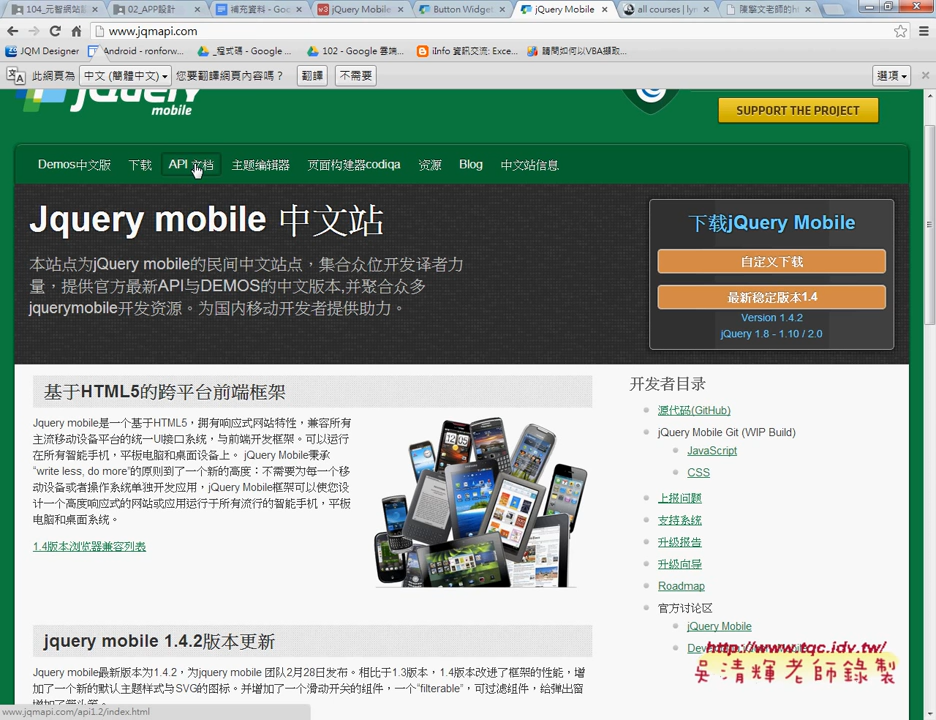 104_元智網站設
02_APP設計
補充資料 - Goo
jQuery Mobile
Button Widget
jQuery Mobile
all courses | lyn
陳擎文老師的ht
www.jqmapi.com
JQM Designer
Android - ronforwor...
_程式碼 - Google ...
102 - Google 雲端...
iInfo 資訊交流: Exce...
請問如何以VBA擷取...
此網頁為
中文 (簡體中文)
您要翻譯網頁內容嗎？
翻譯
不需要
選項
jQuery
mobile
SUPPORT THE PROJECT
Demos中文版
下载
API 文档
主题编辑器
页面构建器codiqa
资源
Blog
中文站信息
Jquery mobile 中文站
本站点为jQuery mobile的民间中文站点，集合众位开发译者力
量，提供官方最新API与DEMOS的中文版本,并聚合众多
jquerymobile开发资源。为国内移动开发者提供助力。
下载jQuery Mobile
自定义下载
最新稳定版本1.4
Version 1.4.2
jQuery 1.8 - 1.10 / 2.0
基于HTML5的跨平台前端框架
Jquery mobile是一个基于HTML5，拥有响应式网站特性，兼容所有
主流移动设备平台的统一UI接口系统，与前端开发框架。可以运行
在所有智能手机，平板电脑和桌面设备上。 jQuery Mobile秉承
“write less, do more”的原则到了一个新的高度：不需要为每一个移
动设备或者操作系统单独开发应用，jQuery Mobile框架可以使您设
计一个高度响应式的网站或应用运行于所有流行的智能手机，平板
电脑和桌面系统。
1.4版本浏览器兼容列表
开发者目录
源代码(GitHub)
jQuery Mobile Git (WIP Build)
JavaScript
CSS
上报问题
支持系统
升级报告
升级向导
Roadmap
官方讨论区
jQuery Mobile
jquery mobile 1.4.2版本更新
Jquery mobile最新版本为1.4.2，为jquery mobile 团队2月28日发布。相比于1.3版本，1.4版本改进了框架的性能，增
加了一个新的默认主题样式与SVG的图标。并增加了一个滑动开关的组件，一个“filterable”，可过滤组件，给弹出窗
http://www.tqc.idv.tw/
吳清輝老師錄製
www.jqmapi.com/api1.2/index.html